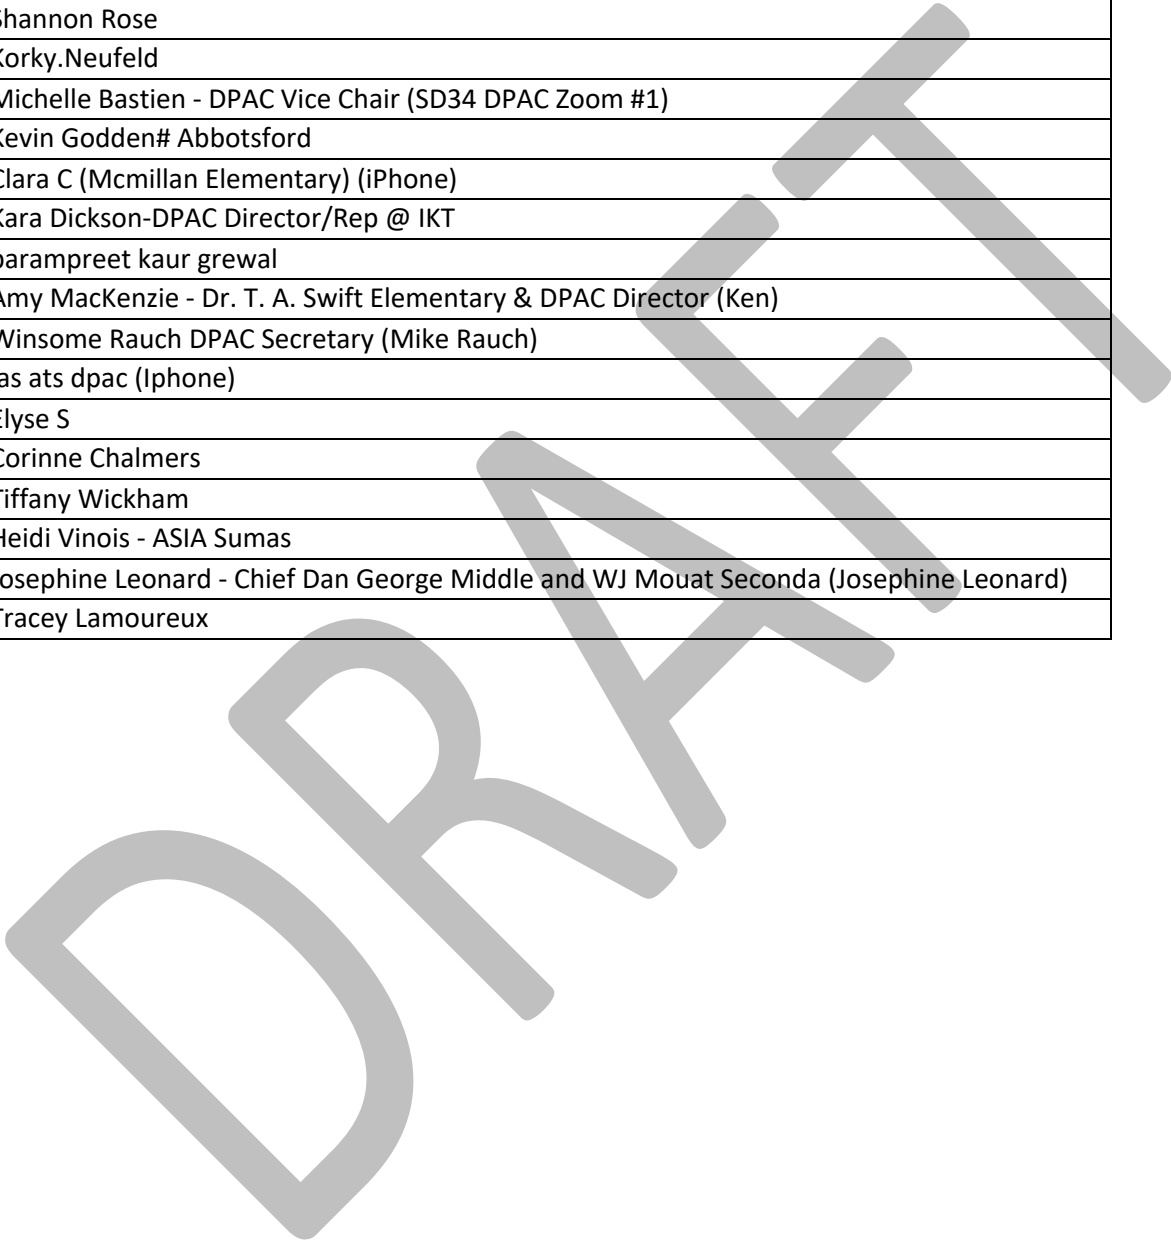 Shannon Rose
Korky.Neufeld
Michelle Bastien - DPAC Vice Chair (SD34 DPAC Zoom #1)
Kevin Godden# Abbotsford
Clara C (Mcmillan Elementary) (iPhone)
Kara Dickson-DPAC Director/Rep @ IKT
parampreet kaur grewal
Amy MacKenzie - Dr. T. A. Swift Elementary & DPAC Director (Ken)
Winsome Rauch DPAC Secretary (Mike Rauch)
ats dpac (Iphone)
Elyse S
Corinne Chalmers
Tiffany Wickham
Heidi Vinois - ASIA Sumas
Josephine Leonard - Chief Dan George Middle and WJ Mouat Seconda (Josephine Leonard)
Tracey Lamoureux
DRAFT